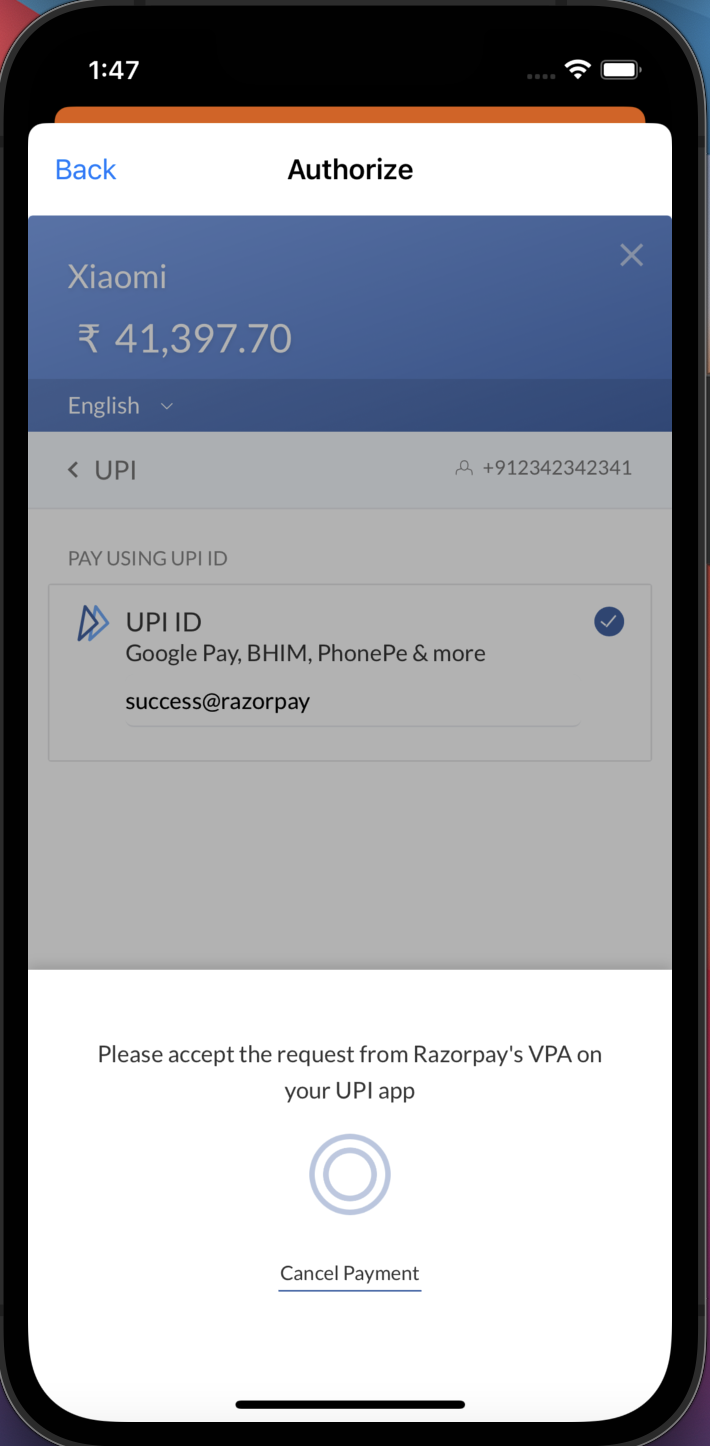 1:47
Back
Authorize
Xiaomi
₹ 41,397.70
English
UPI
+912342342341
PAY USING UPI ID
UPI ID
Google Pay, BHIM, PhonePe & more
success@razorpay
Please accept the request from Razorpay's VPA on
your UPI app
Cancel Payment